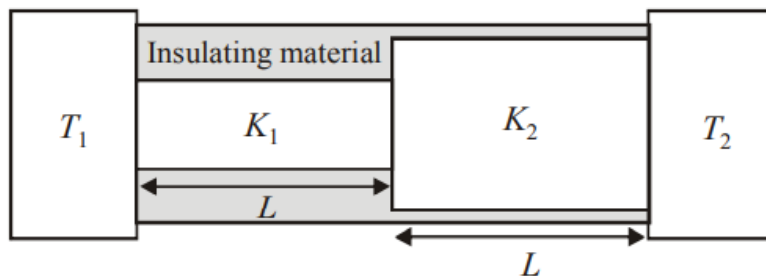 Insulating material
T₁
K₁
K₂
T₂
L
L